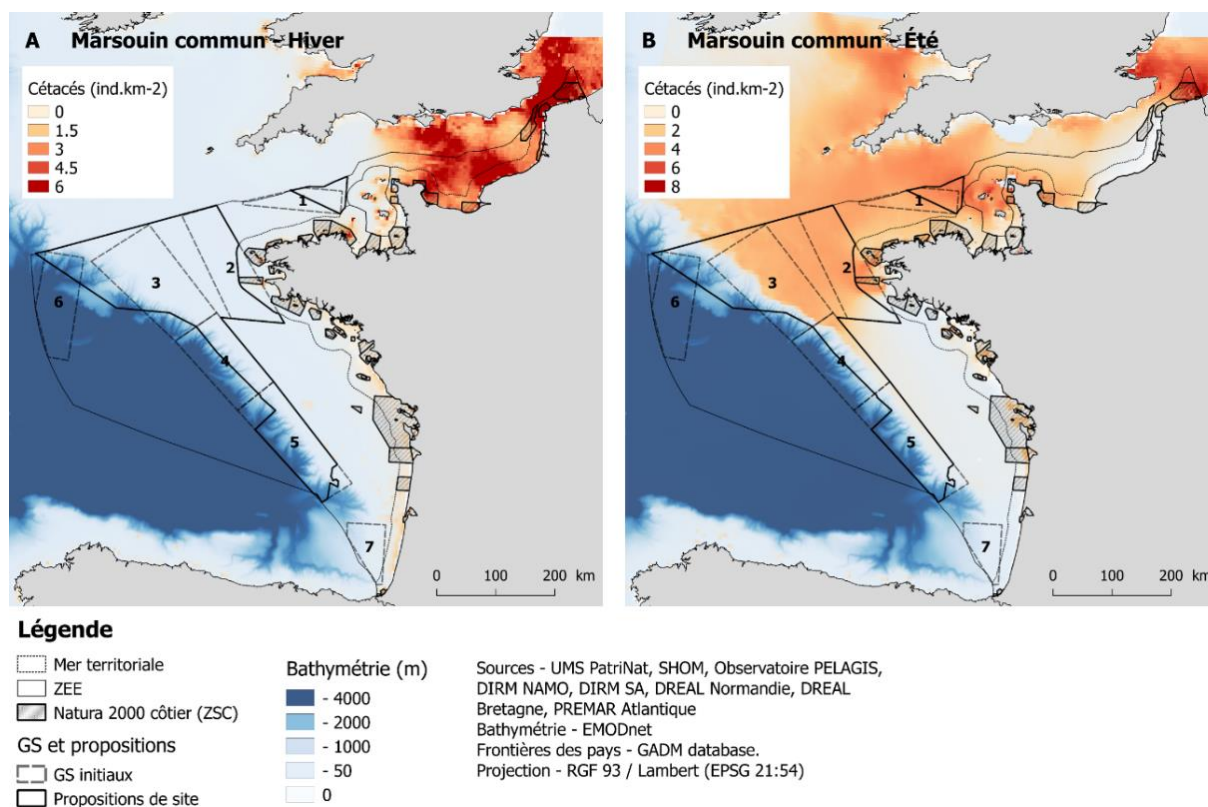 A Marsouin commun - Hiver
Cétacés (ind.km-2)
0
1.5
3
4.5
6
1
2
3
4
5
6
7
0 100 200 km
B Marsouin commun - Été
Cétacés (ind.km-2)
0
2
4
6
8
1
2
3
4
5
6
7
0 100 200 km
Légende
Mer territoriale
ZEE
Natura 2000 côtier (ZSC)
GS et propositions
GS initiaux
Propositions de site
Bathymétrie (m)
- 4000
- 2000
- 1000
- 50
0
Sources - UMS PatriNat, SHOM, Observatoire PELAGIS,
DIRM NAMO, DIRM SA, DREAL Normandie, DREAL
Bretagne, PREMAR Atlantique
Bathymétrie - EMODnet
Frontières des pays - GADM database.
Projection - RGF 93 / Lambert (EPSG 21:54)